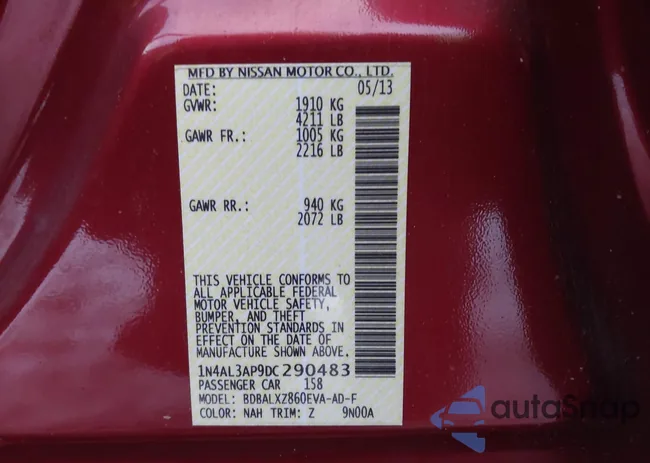 MFD BY NISSAN MOTOR CO., LTD.
DATE: 05/13
GVWR: 1910 KG
4211 LB
GAWR FR.: 1005 KG
2216 LB
GAWR RR.: 940 KG
2072 LB
THIS VEHICLE CONFORMS TO
ALL APPLICABLE FEDERAL
MOTOR VEHICLE SAFETY,
BUMPER, AND THEFT
PREVENTION STANDARDS IN
EFFECT ON THE DATE OF
MANUFACTURE SHOWN ABOVE.
1N4AL3AP9DC290483
PASSENGER CAR 158
MODEL: BDBALXZ860EVA-AD-F
COLOR: NAH TRIM: Z 9N00A
autoSnap